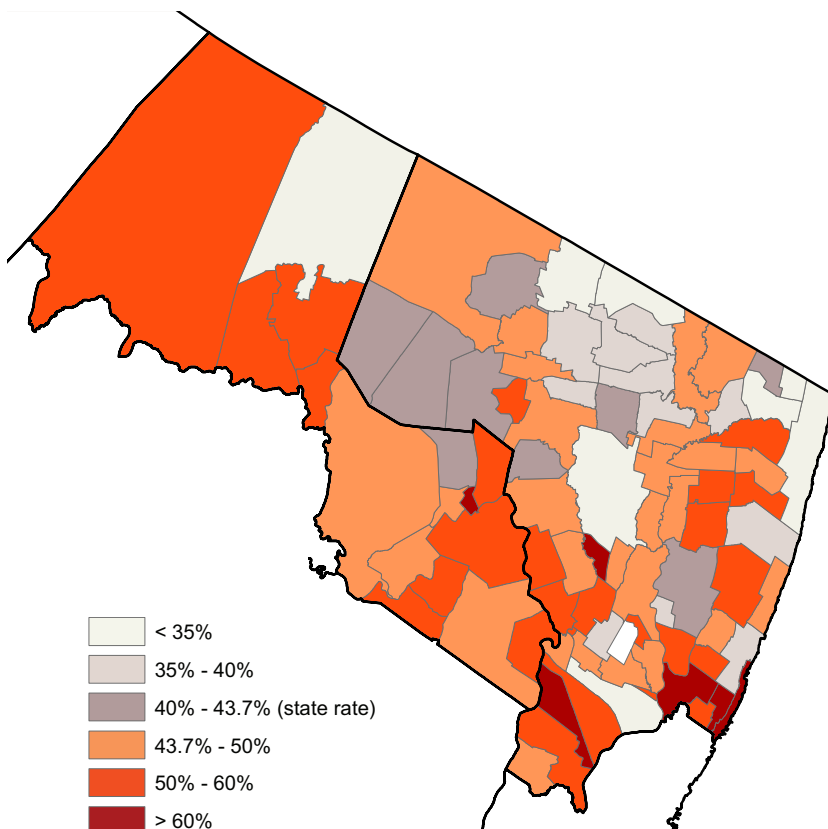 < 35%
35% - 40%
40% - 43.7% (state rate)
43.7% - 50%
50% - 60%
> 60%